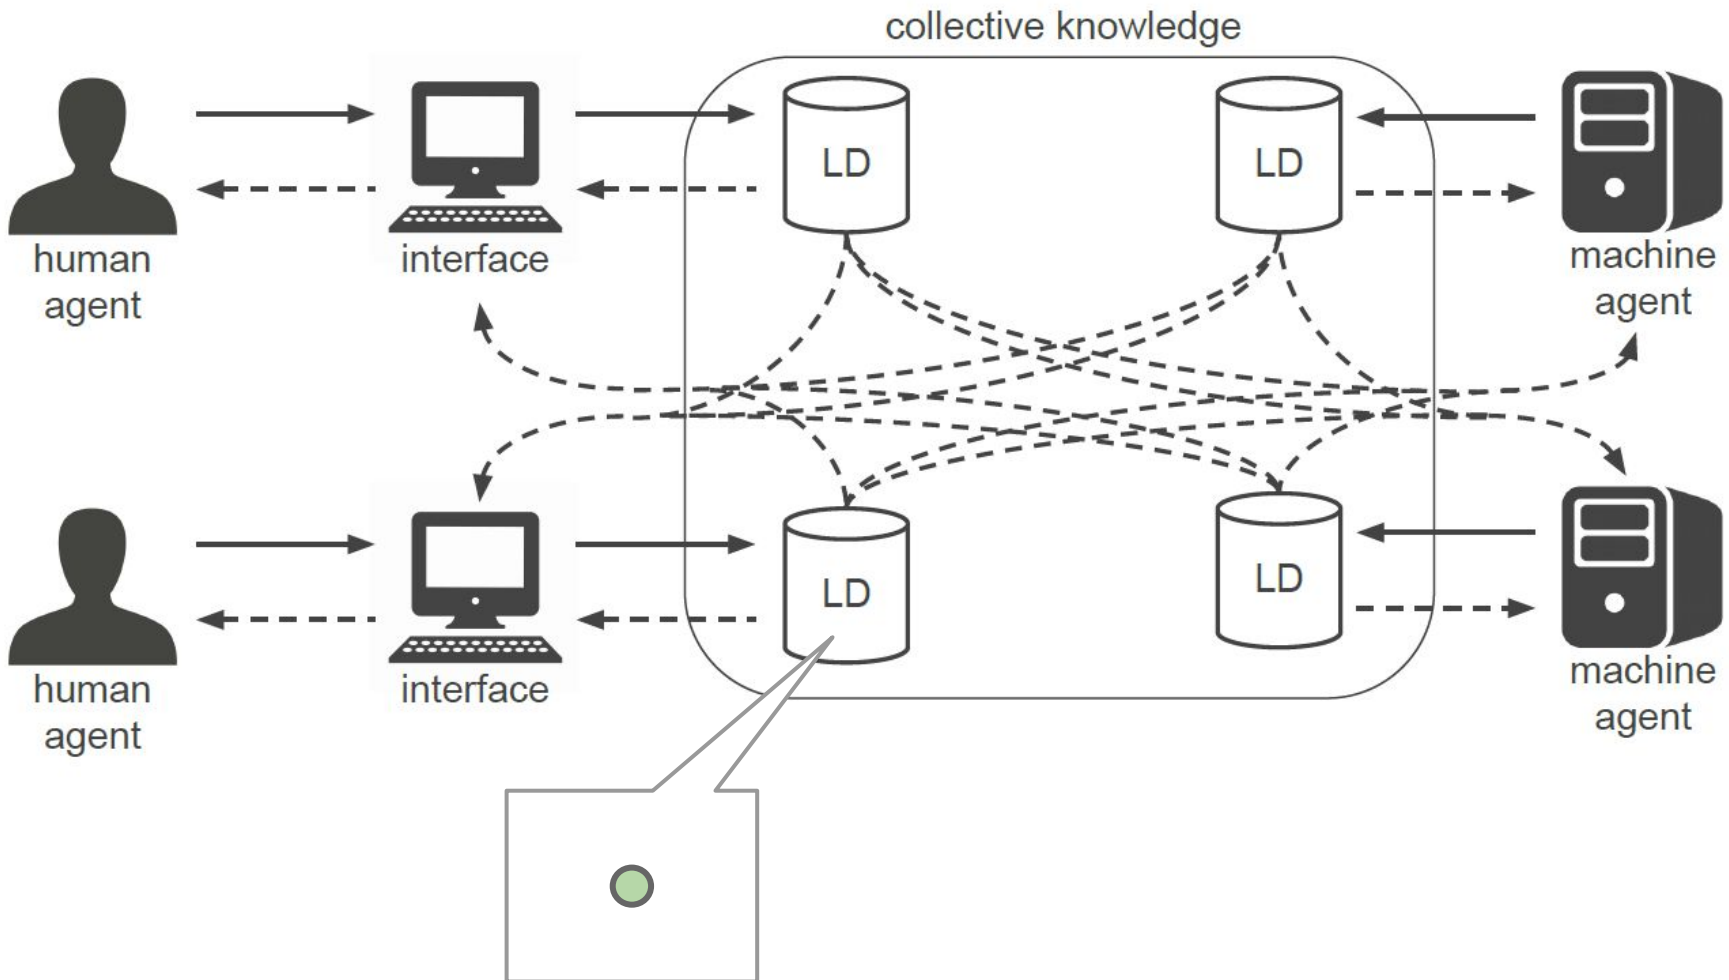 collective knowledge
LD
LD
human
agent
interface
machine
agent
LD
LD
human
agent
interface
machine
agent